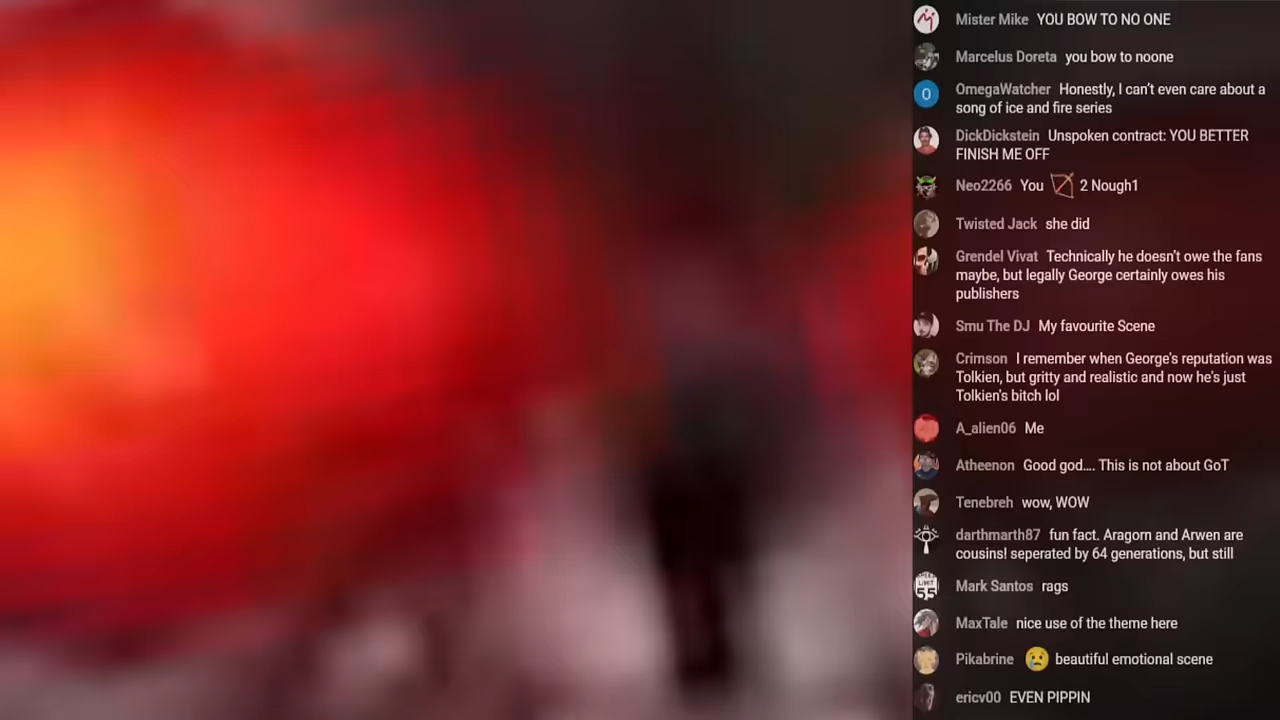 Mister Mike YOU BOW TO NO ONE
Marcelus Doreta you bow to noone
O OmegaWatcher Honestly, I can't even care about a
song of ice and fire series
DickDickstein Unspoken contract: YOU BETTER
FINISH ME OFF
Neo2266 You 🏹 2 Nough1
Twisted Jack she did
Grendel Vivat Technically he doesn't owe the fans
maybe, but legally George certainly owes his
publishers
Smu The DJ My favourite Scene
Crimson I remember when George's reputation was
Tolkien, but gritty and realistic and now he's just
Tolkien's bitch lol
A_alien06 Me
Atheenon Good god.... This is not about GoT
Tenebreh wow, WOW
darthmarth87 fun fact. Aragorn and Arwen are
cousins! seperated by 64 generations, but still
LIMIT
55
Mark Santos rags
MaxTale nice use of the theme here
Pikabrine 😢 beautiful emotional scene
ericv00 EVEN PIPPIN